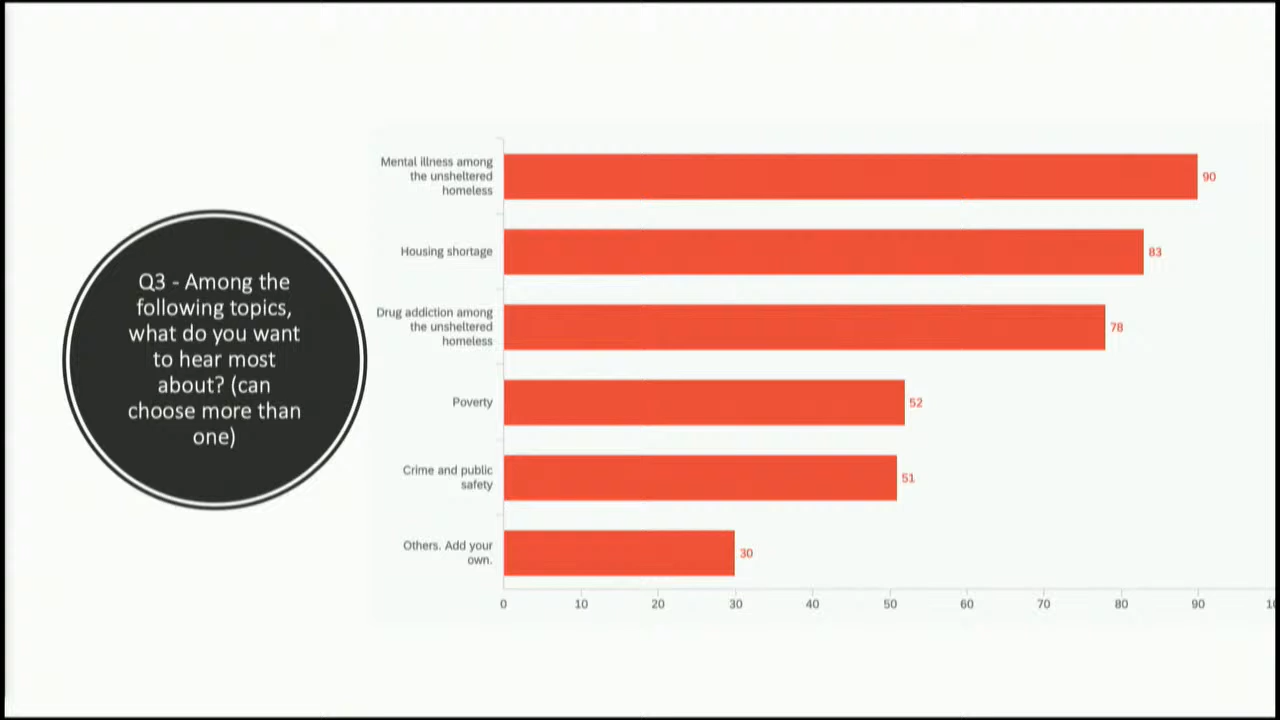 Q3 - Among the
following topics,
what do you want
to hear most
about? (can
choose more than
one)
Mental illness among
the unsheltered
homeless
90
Housing shortage
83
Drug addiction among
the unsheltered
homeless
78
Poverty
52
Crime and public
safety
51
Others. Add your
own.
30
0 10 20 30 40 50 60 70 80 90